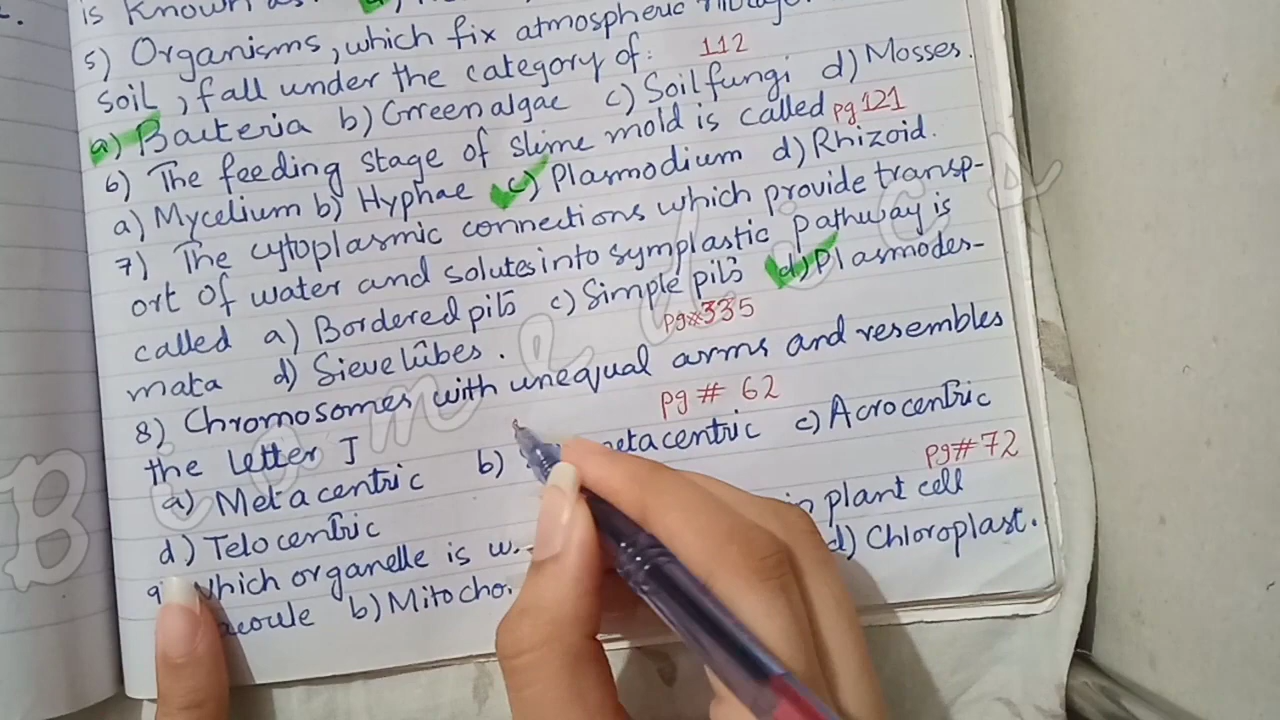 is known as
5) Organisms, which fix atmospheric
soil, fall under the category of: 112
a) Bacteria b) Green algae c) Soil fungi d) Mosses.
6) The feeding stage of slime mold is called pg 121
a) Mycelium b) Hyphae c) Plasmodium d) Rhizoid.
7) The cytoplasmic connections which provide transp-
ort of water and solutes into symplastic pathway is
called a) Bordered pits c) Simple pits d) Plasmodes-
mata d) Sieve tubes. pg#335
8) Chromosomes with unequal arms and resembles
the letter J pg # 62
a) Metacentric b) metacentric c) Acrocentric
d) Telocentric pg#72
9) Which organelle is in plant cell
b) Mitocho d) Chloroplast.
Biomedics